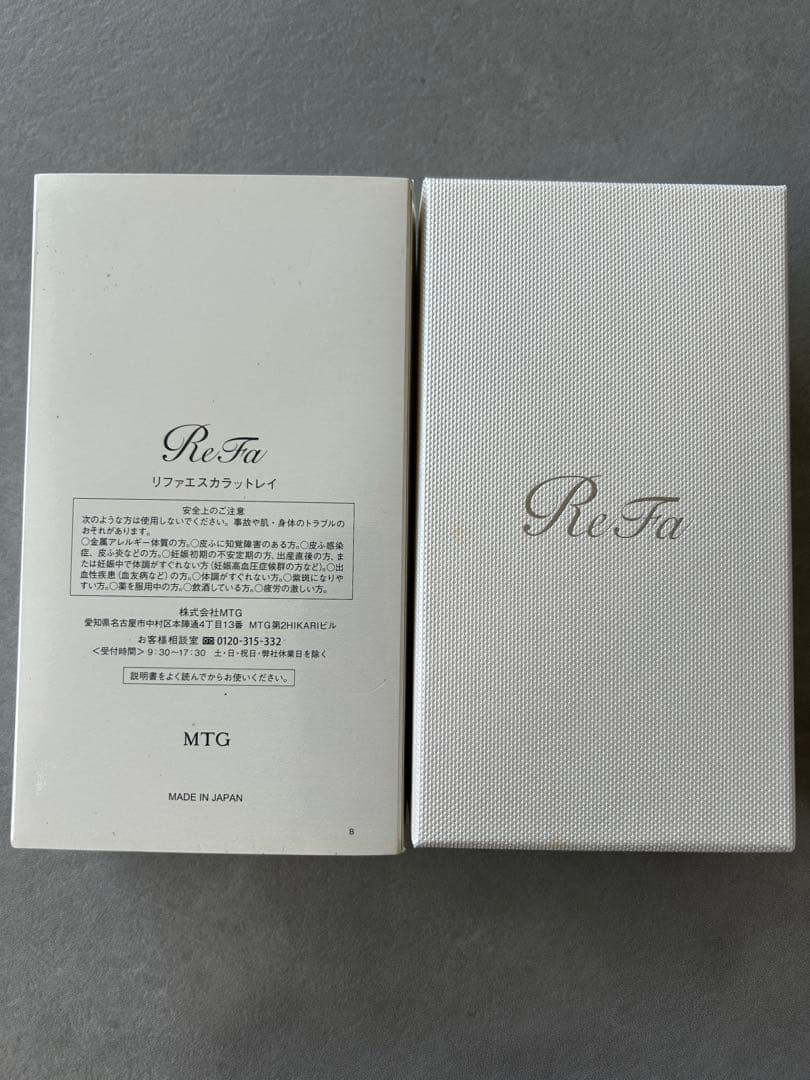 ReFa
リファエスカラットレイ
安全上のご注意
次のような方は使用しないでください。事故や肌・身体のトラブルの
おそれがあります。
○金属アレルギー体質の方。○皮ふに知覚障害のある方。○皮ふ感染
症、皮ふ炎などの方。○妊娠初期の不安定期の方、出産直後の方、ま
たは妊娠中で体調がすぐれない方（妊娠高血圧症候群の方など）。○出
血性疾患（血友病など）の方。○体調がすぐれない方。○紫斑になりや
すい方。○薬を服用中の方。○飲酒している方。○疲労の激しい方。
株式会社MTG
愛知県名古屋市中村区本陣通4丁目13番 MTG第2HIKARIビル
お客様相談室 0120-315-332
＜受付時間＞9：30〜17：30 土・日・祝日・弊社休業日を除く
説明書をよく読んでからお使いください。
MTG
MADE IN JAPAN
B
ReFa